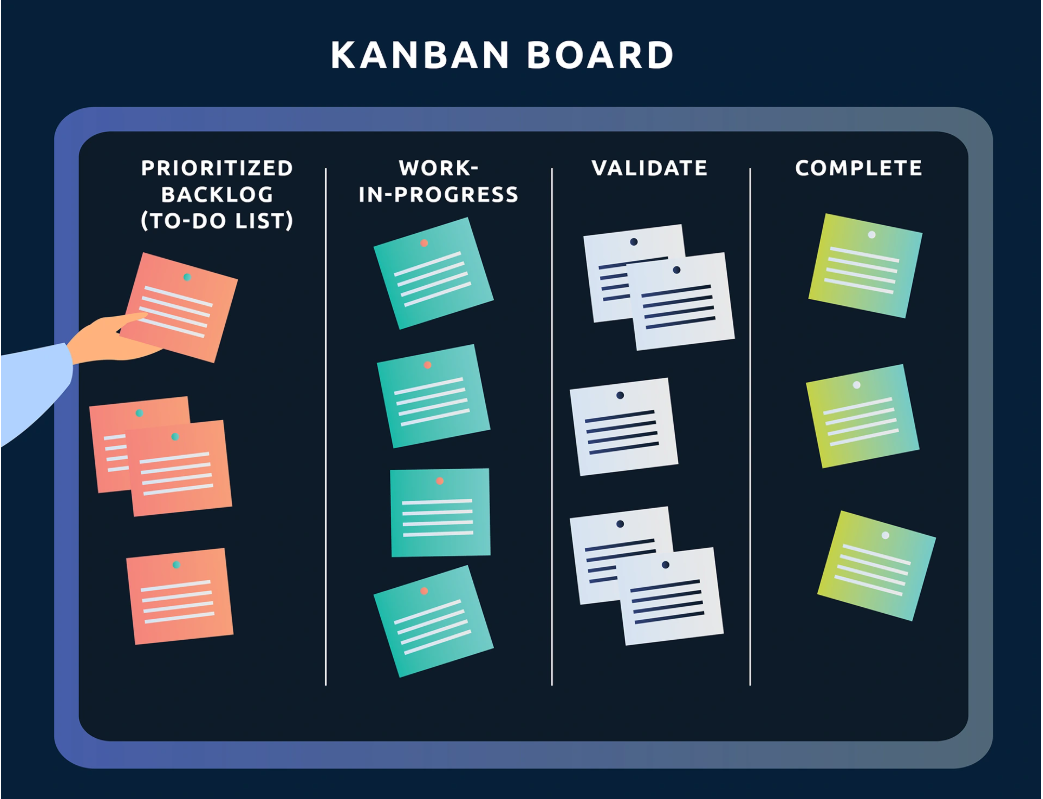 KANBAN BOARD
PRIORITIZED
BACKLOG
(TO-DO LIST)
WORK-
IN-PROGRESS
VALIDATE
COMPLETE